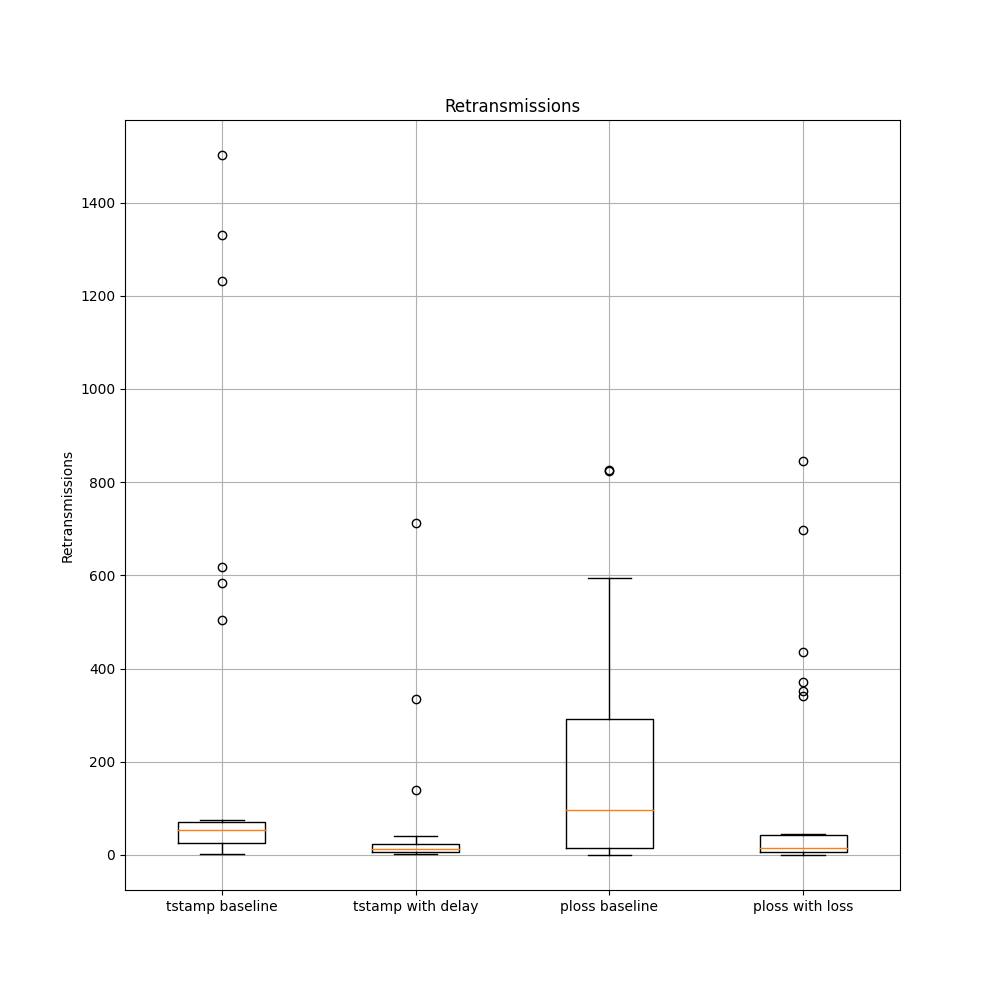 Retransmissions
1400
1200
1000
800
600
400
200
0
Retransmissions
tstamp baseline
tstamp with delay
ploss baseline
ploss with loss